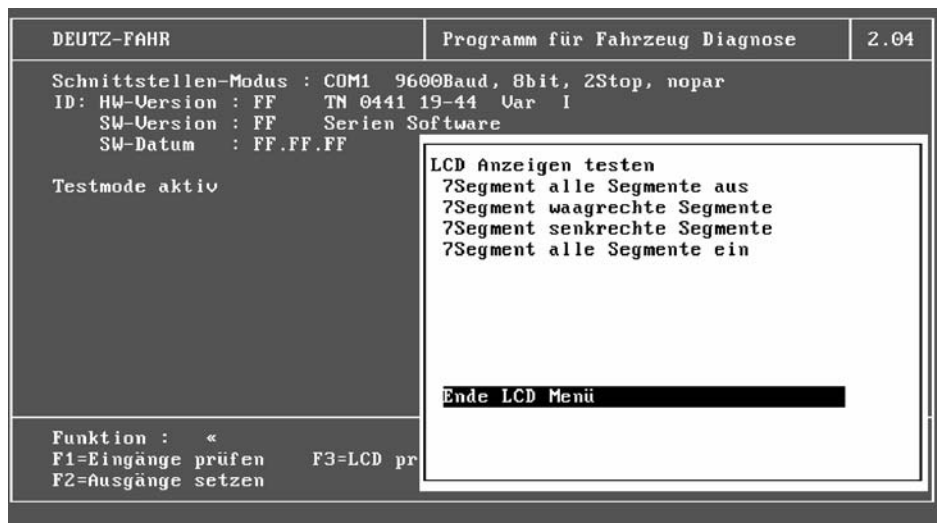 DEUTZ-FAHR
Programm für Fahrzeug Diagnose
2.04
Schnittstellen-Modus : COM1 9600Baud, 8bit, 2Stop, nopar
ID: HW-Version : FF TN 0441 19-44 Var I
SW-Version : FF Serien Software
SW-Datum : FF.FF.FF
Testmode aktiv
LCD Anzeigen testen
7Segment alle Segmente aus
7Segment waagrechte Segmente
7Segment senkrechte Segmente
7Segment alle Segmente ein
Ende LCD Menü
Funktion : «
F1=Eingänge prüfen F3=LCD pr
F2=Ausgänge setzen